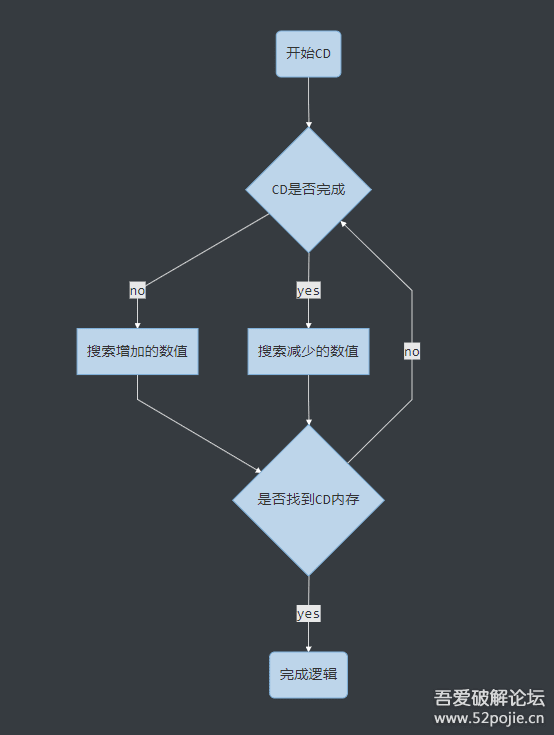 开始CD
CD是否完成
no
yes
搜索增加的数值
搜索减少的数值
no
是否找到CD内存
yes
完成逻辑
吾爱破解论坛
www.52pojie.cn